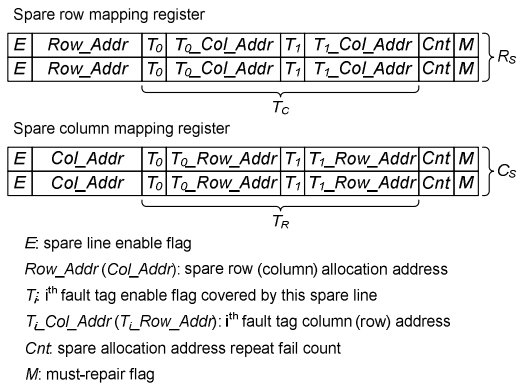 Spare row mapping register
E Row_Addr T0 T0_Col_Addr T1 T1_Col_Addr Cnt M
E Row_Addr T0 T0_Col_Addr T1 T1_Col_Addr Cnt M
RS
TC
Spare column mapping register
E Col_Addr T0 T0_Row_Addr T1 T1_Row_Addr Cnt M
E Col_Addr T0 T0_Row_Addr T1 T1_Row_Addr Cnt M
CS
TR
E: spare line enable flag
Row_Addr (Col_Addr): spare row (column) allocation address
Ti: ith fault tag enable flag covered by this spare line
Ti_Col_Addr (Ti_Row_Addr): ith fault tag column (row) address
Cnt: spare allocation address repeat fail count
M: must-repair flag